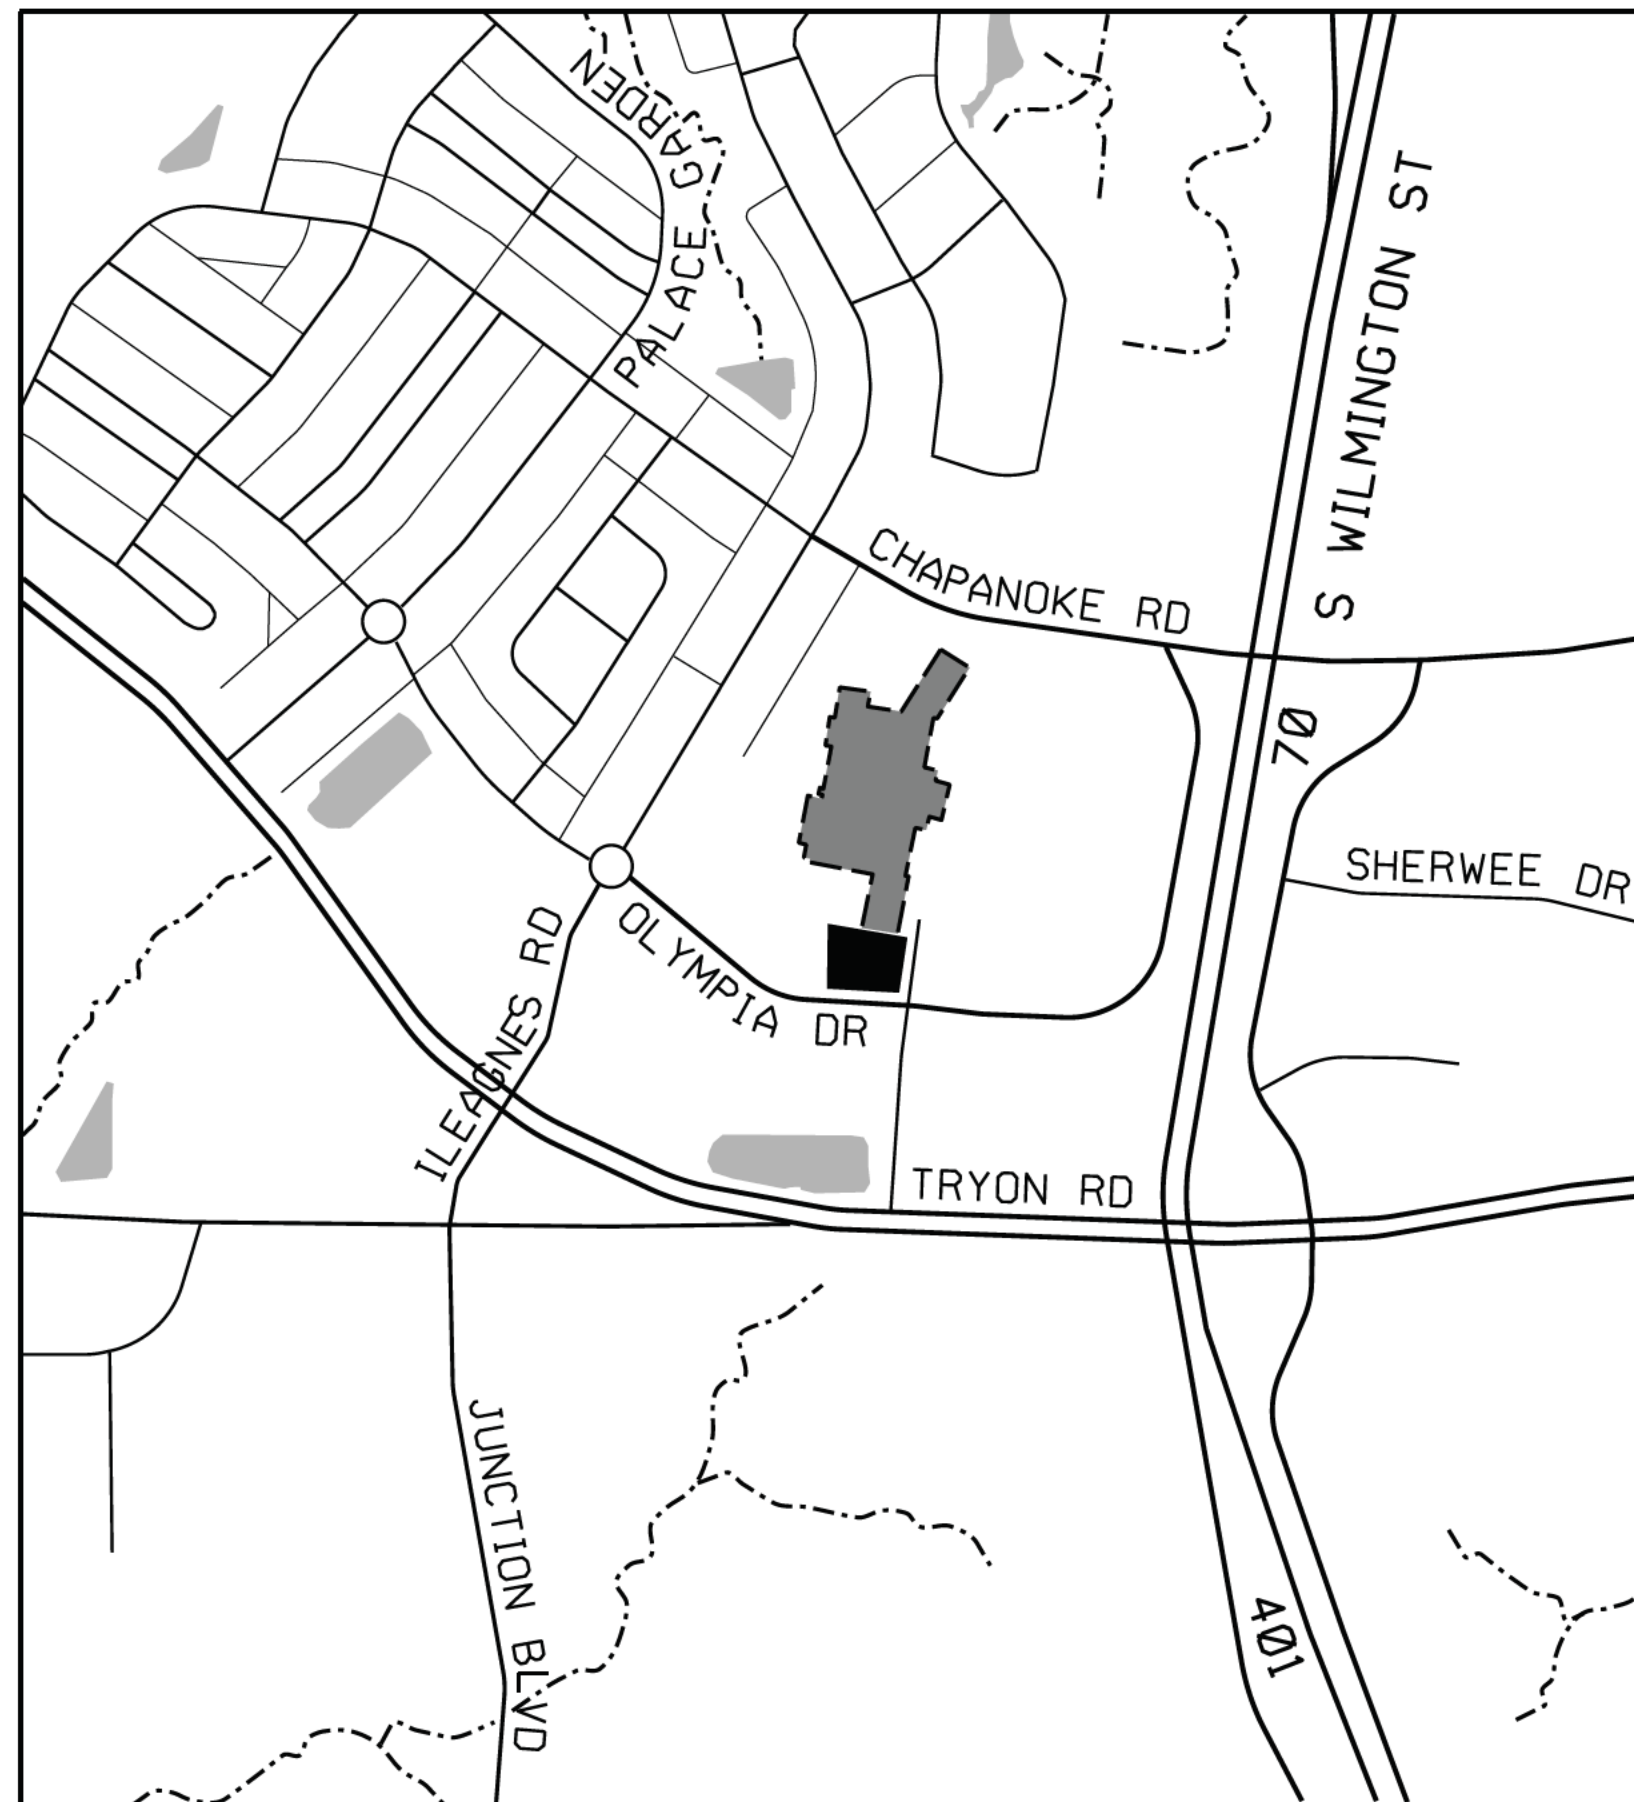 PALACE GARDEN
S WILMINGTON ST
CHAPANOKE RD
70
SHERWEE DR
OLYMPIA DR
ILEAGNES RD
TRYON RD
JUNCTION BLVD
401